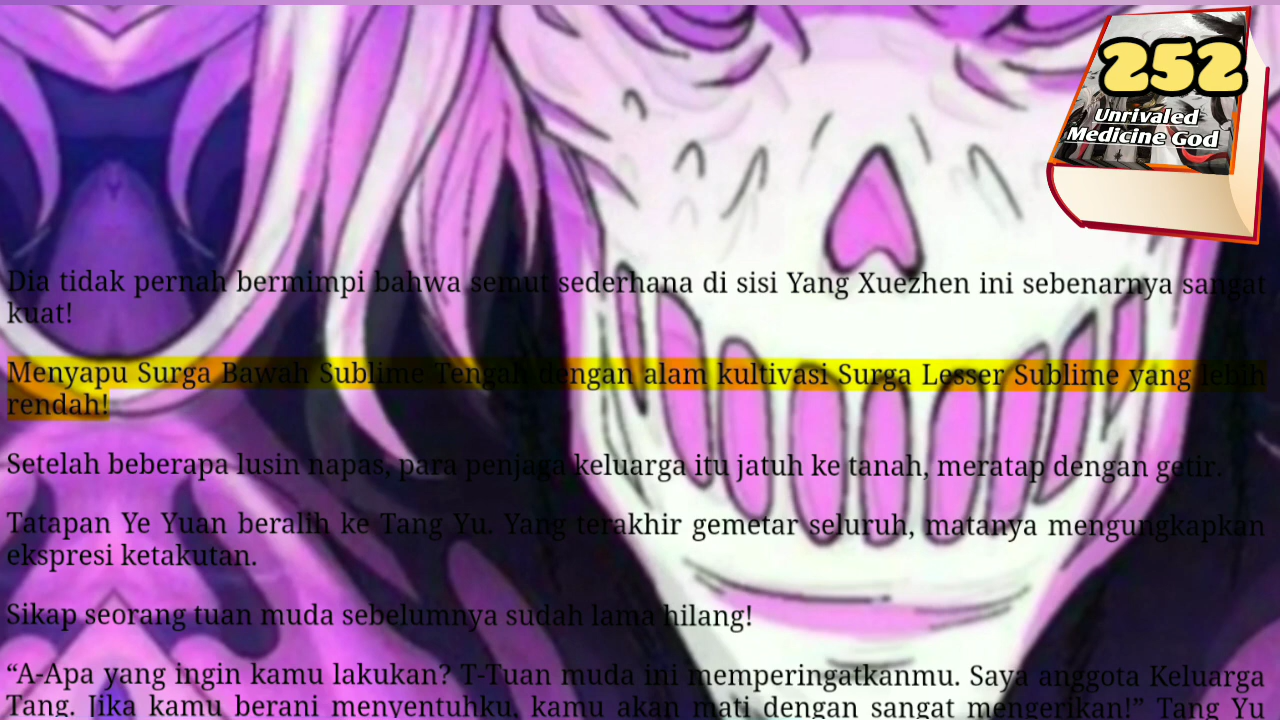 252
Unrivaled
Medicine God
Dia tidak pernah bermimpi bahwa semut sederhana di sisi Yang Xuezhen ini sebenarnya sangat
kuat!
Menyapu Surga Bawah Sublime Tengah dengan alam kultivasi Surga Lesser Sublime yang lebih
rendah!
Setelah beberapa lusin napas, para penjaga keluarga itu jatuh ke tanah, meratap dengan getir.
Tatapan Ye Yuan beralih ke Tang Yu. Yang terakhir gemetar seluruh, matanya mengungkapkan
ekspresi ketakutan.
Sikap seorang tuan muda sebelumnya sudah lama hilang!
“A-Apa yang ingin kamu lakukan? T-Tuan muda ini memperingatkanmu. Saya anggota Keluarga
Tang. Jika kamu berani menyentuhku, kamu akan mati dengan sangat mengerikan!” Tang Yu